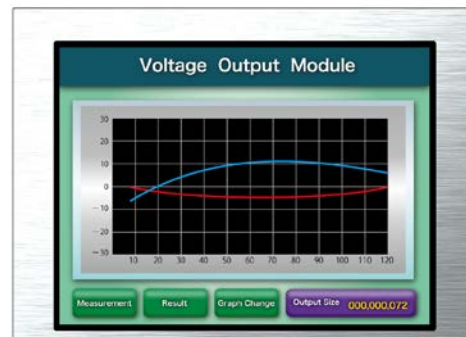 Voltage Output Module
30
20
10
0
-10
-20
-30
10 20 30 40 50 60 70 80 90 100 110 120
Measurement Result Graph Change Output Size 000,000,072